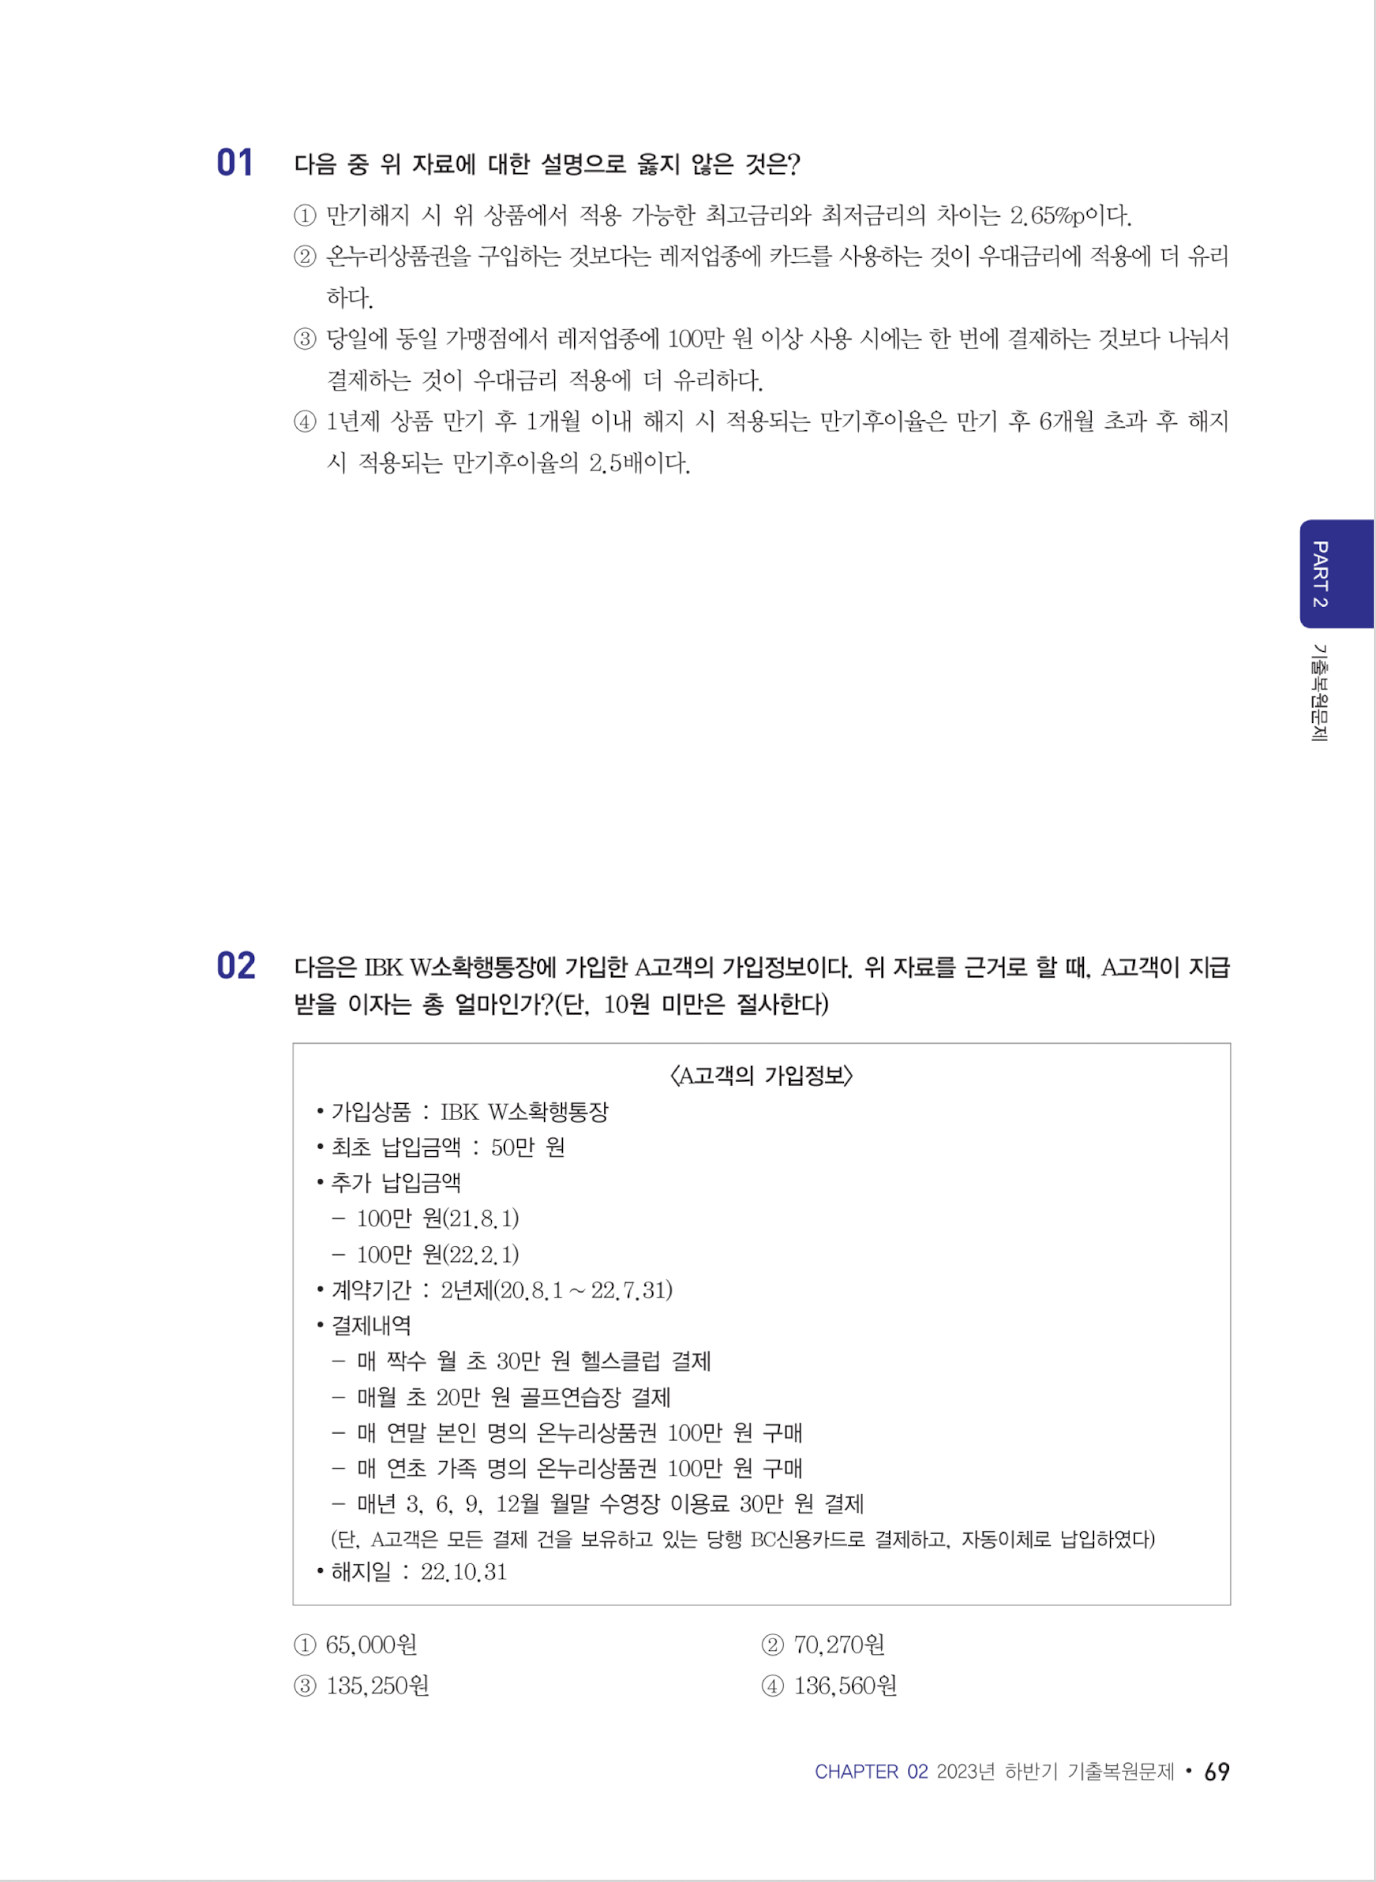 01 다음 중 위 자료에 대한 설명으로 옳지 않은 것은?
① 만기해지 시 위 상품에서 적용 가능한 최고금리와 최저금리의 차이는 2.65%p이다.
② 온누리상품권을 구입하는 것보다는 레저업종에 카드를 사용하는 것이 우대금리에 적용에 더 유리
하다.
③ 당일에 동일 가맹점에서 레저업종에 100만 원 이상 사용 시에는 한 번에 결제하는 것보다 나눠서
결제하는 것이 우대금리 적용에 더 유리하다.
④ 1년제 상품 만기 후 1개월 이내 해지 시 적용되는 만기후이율은 만기 후 6개월 초과 후 해지
시 적용되는 만기후이율의 2.5배이다.
PART 2
기출복원문제
02 다음은 IBK W소확행통장에 가입한 A고객의 가입정보이다. 위 자료를 근거로 할 때, A고객이 지급
받을 이자는 총 얼마인가?(단, 10원 미만은 절사한다)
〈A고객의 가입정보〉
• 가입상품 : IBK W소확행통장
• 최초 납입금액 : 50만 원
• 추가 납입금액
− 100만 원(21.8.1)
− 100만 원(22.2.1)
• 계약기간 : 2년제(20.8.1 ~ 22.7.31)
• 결제내역
− 매 짝수 월 초 30만 원 헬스클럽 결제
− 매월 초 20만 원 골프연습장 결제
− 매 연말 본인 명의 온누리상품권 100만 원 구매
− 매 연초 가족 명의 온누리상품권 100만 원 구매
− 매년 3, 6, 9, 12월 월말 수영장 이용료 30만 원 결제
(단, A고객은 모든 결제 건을 보유하고 있는 당행 BC신용카드로 결제하고, 자동이체로 납입하였다)
• 해지일 : 22.10.31
① 65,000원 ② 70,270원
③ 135,250원 ④ 136,560원
CHAPTER 02 2023년 하반기 기출복원문제 • 69